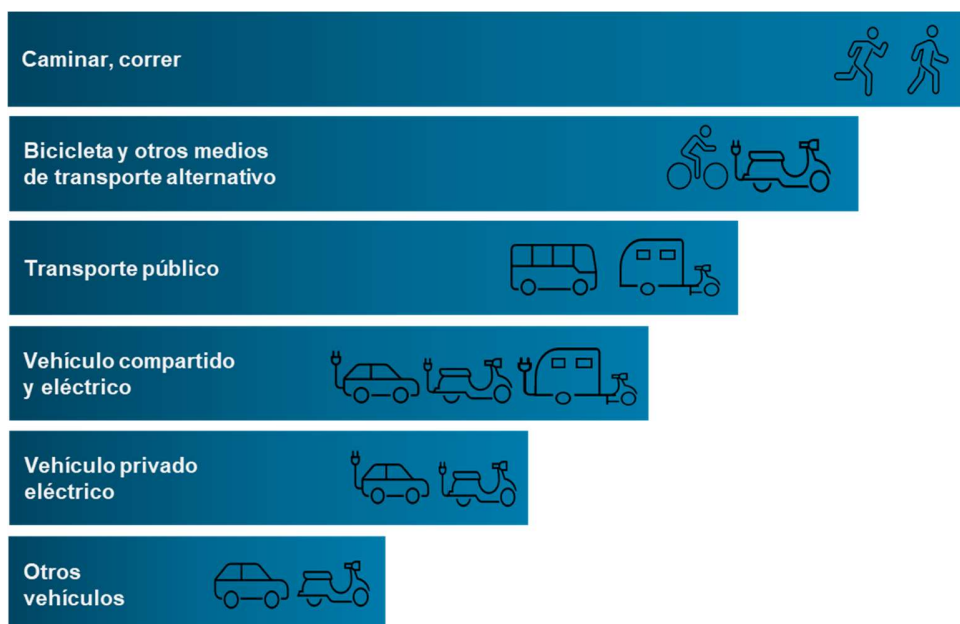 Caminar, correr
Bicicleta y otros medios
de transporte alternativo
Transporte público
Vehículo compartido
y eléctrico
Vehículo privado
eléctrico
Otros
vehículos